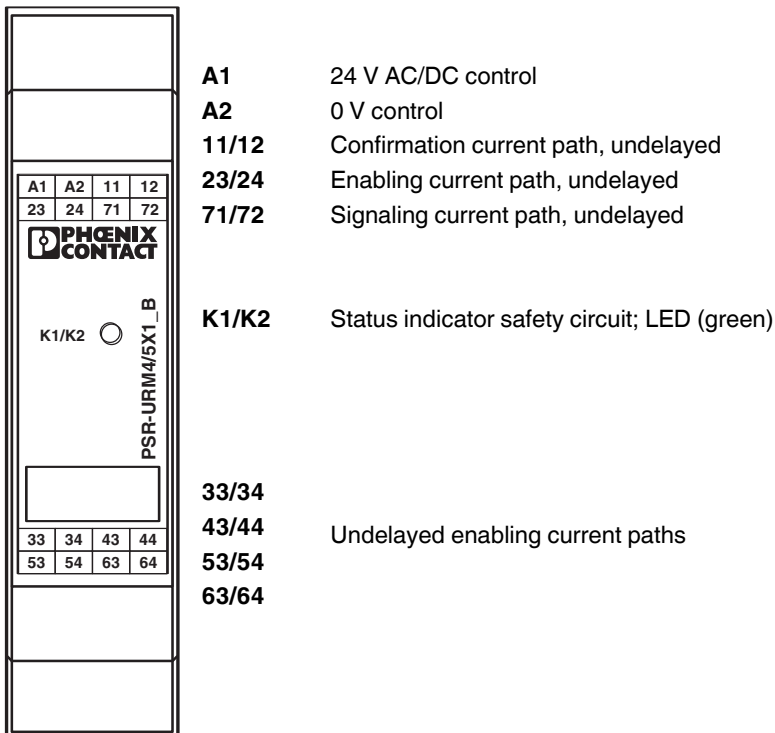 A1 24 V AC/DC control
A2 0 V control
11/12 Confirmation current path, undelayed
23/24 Enabling current path, undelayed
71/72 Signaling current path, undelayed
A1 A2 11 12
23 24 71 72
PHŒNIX
CONTACT
K1/K2
PSR-URM4/5X1_B
K1/K2 Status indicator safety circuit; LED (green)
33 34 43 44
53 54 63 64
33/34
43/44
53/54
63/64
Undelayed enabling current paths